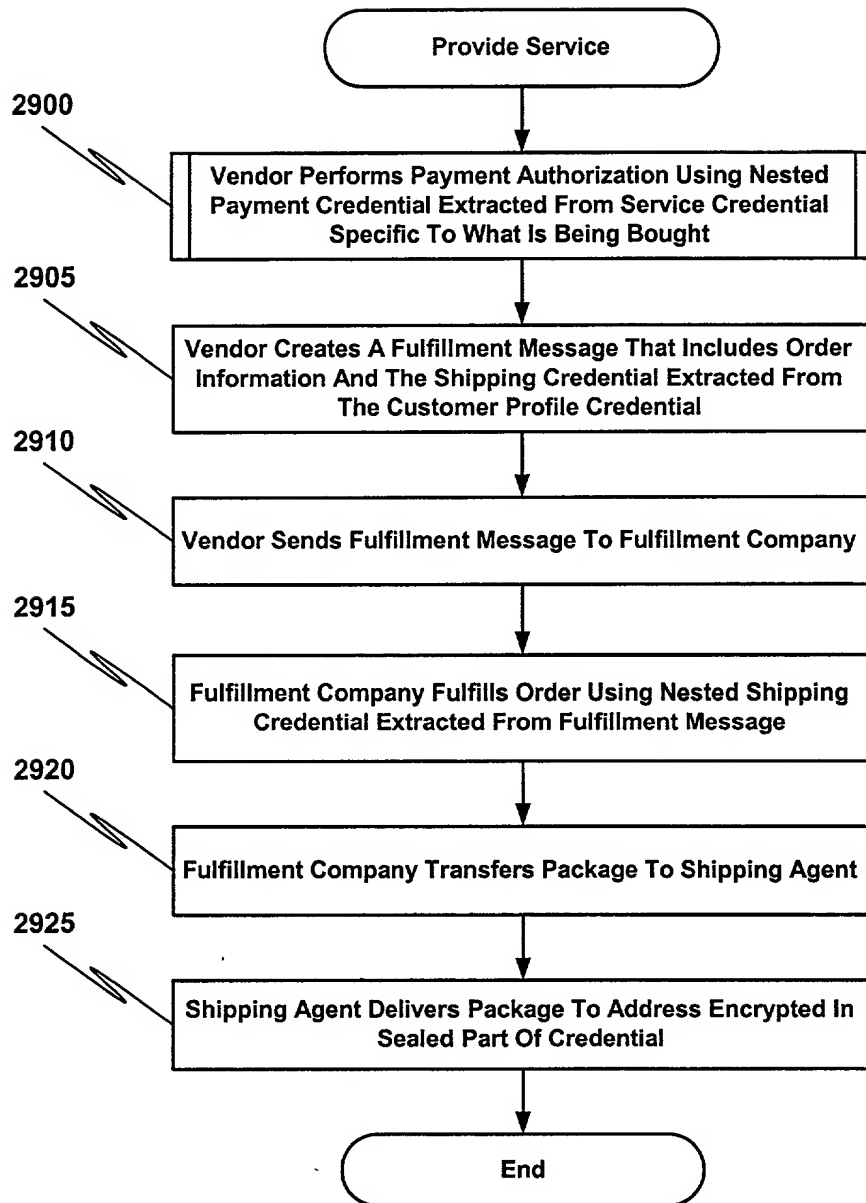 Provide Service
2900
Vendor Performs Payment Authorization Using Nested
Payment Credential Extracted From Service Credential
Specific To What Is Being Bought
2905
Vendor Creates A Fulfillment Message That Includes Order
Information And The Shipping Credential Extracted From
The Customer Profile Credential
2910
Vendor Sends Fulfillment Message To Fulfillment Company
2915
Fulfillment Company Fulfills Order Using Nested Shipping
Credential Extracted From Fulfillment Message
2920
Fulfillment Company Transfers Package To Shipping Agent
2925
Shipping Agent Delivers Package To Address Encrypted In
Sealed Part Of Credential
End